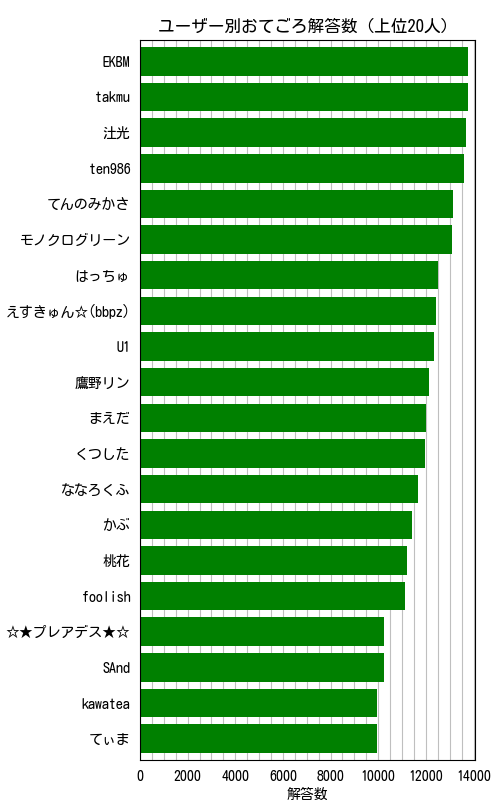 ユーザー別おてごろ解答数（上位20人）
EKBM
takmu
辻光
ten986
てんのみかさ
モノクログリーン
はっちゅ
えすきゅん☆(bbpz)
U1
鷹野リン
まえだ
くつした
ななろくふ
かぶ
桃花
foolish
☆★プレアデス★☆
SAnd
kawatea
てぃま
0 2000 4000 6000 8000 10000 12000 14000
解答数